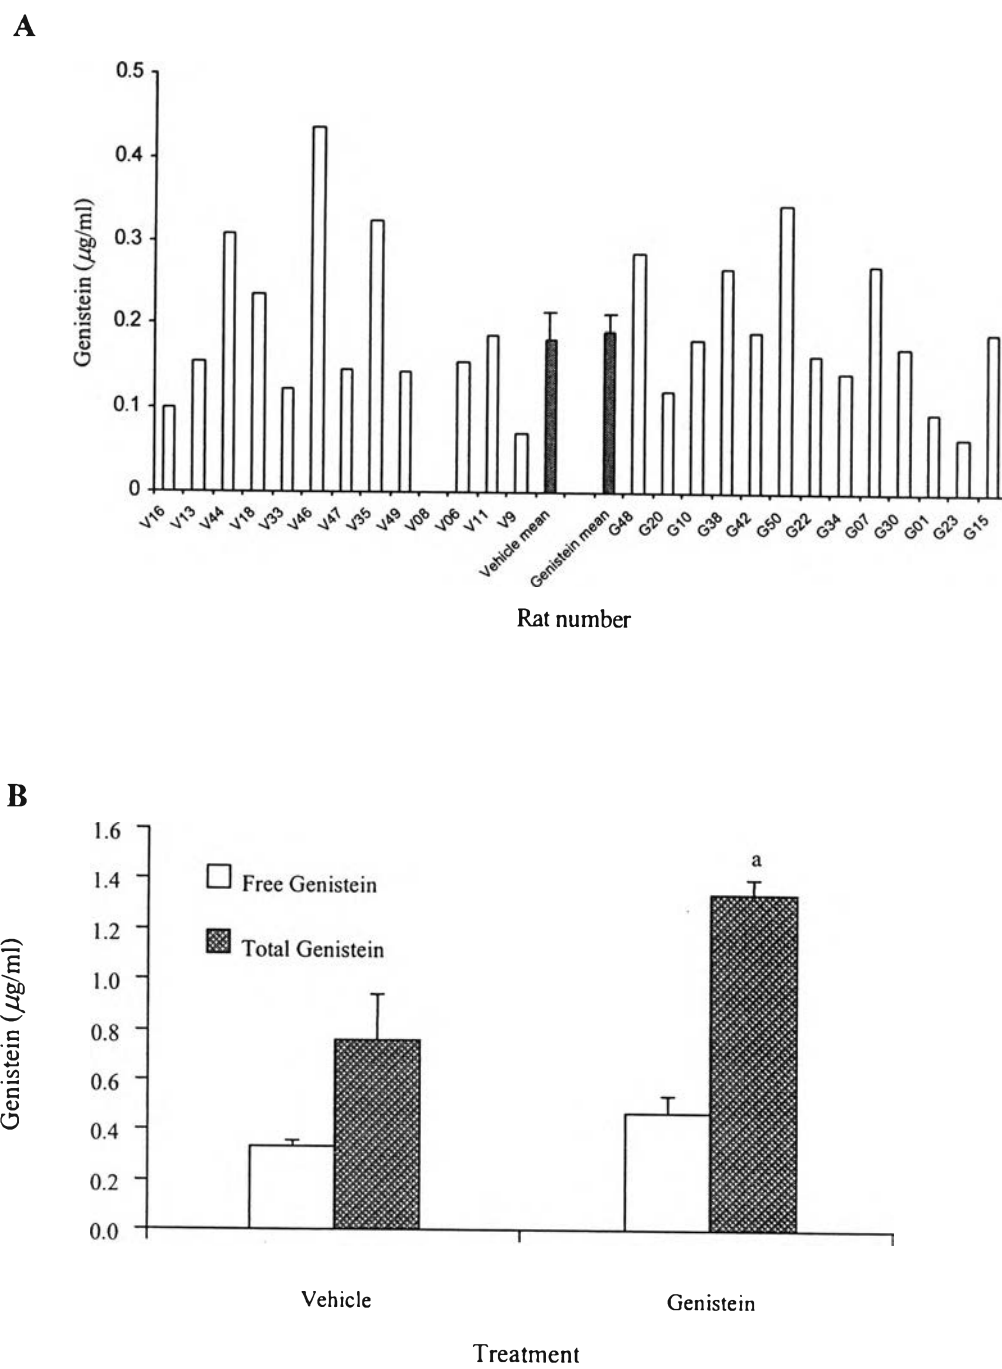 A
0.5
0.4
0.3
0.2
0.1
0
Genistein (μg/ml)
V16 V13 V44 V18 V33 V46 V47 V35 V49 V08 V06 V11 V9 Vehicle mean Genistein mean G48 G20 G10 G38 G42 G50 G22 G34 G07 G30 G01 G23 G15
Rat number
B
1.6
1.4
1.2
1.0
0.8
0.6
0.4
0.2
0.0
Genistein (μg/ml)
Free Genistein
Total Genistein
a
Vehicle Genistein
Treatment